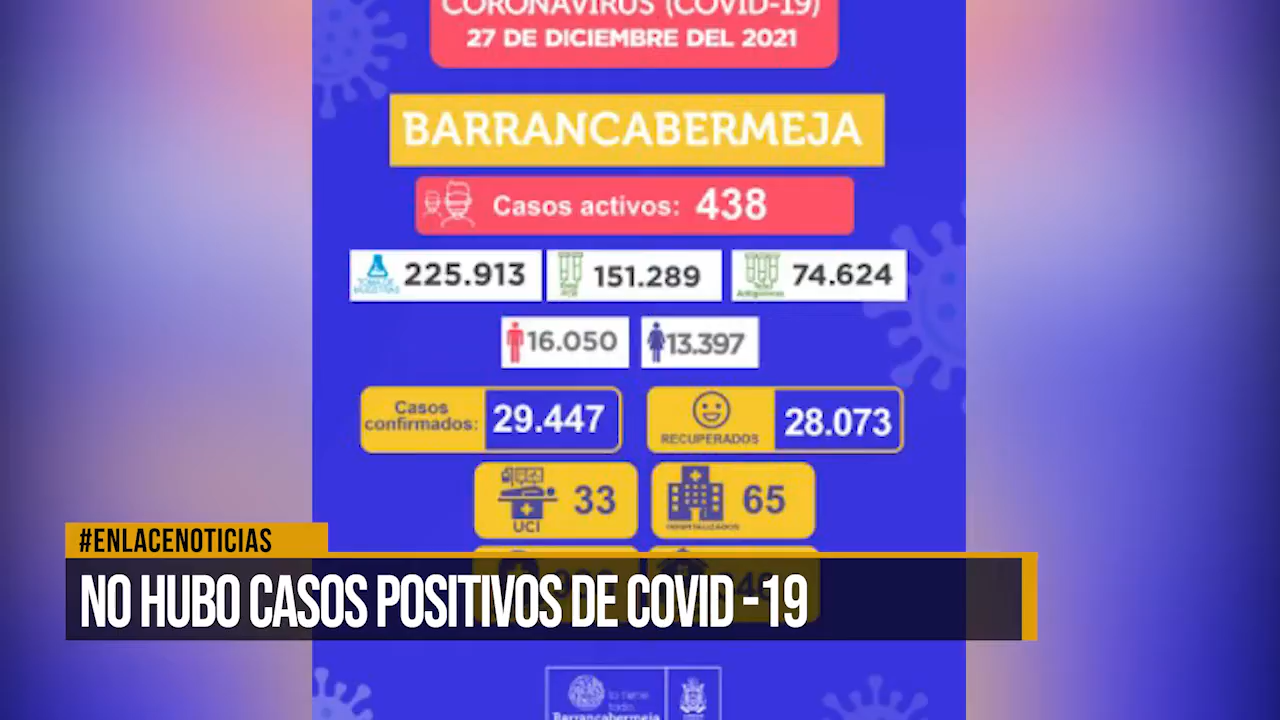 CORONAVIRUS (COVID-19)
27 DE DICIEMBRE DEL 2021
BARRANCABERMEJA
Casos activos: 438
225.913 151.289 74.624
16.050 13.397
Casos confirmados: 29.447
RECUPERADOS 28.073
UCI 33
HOSPITALIZADOS 65
#ENLACENOTICIAS
NO HUBO CASOS POSITIVOS DE COVID -19
Barrancabermeja